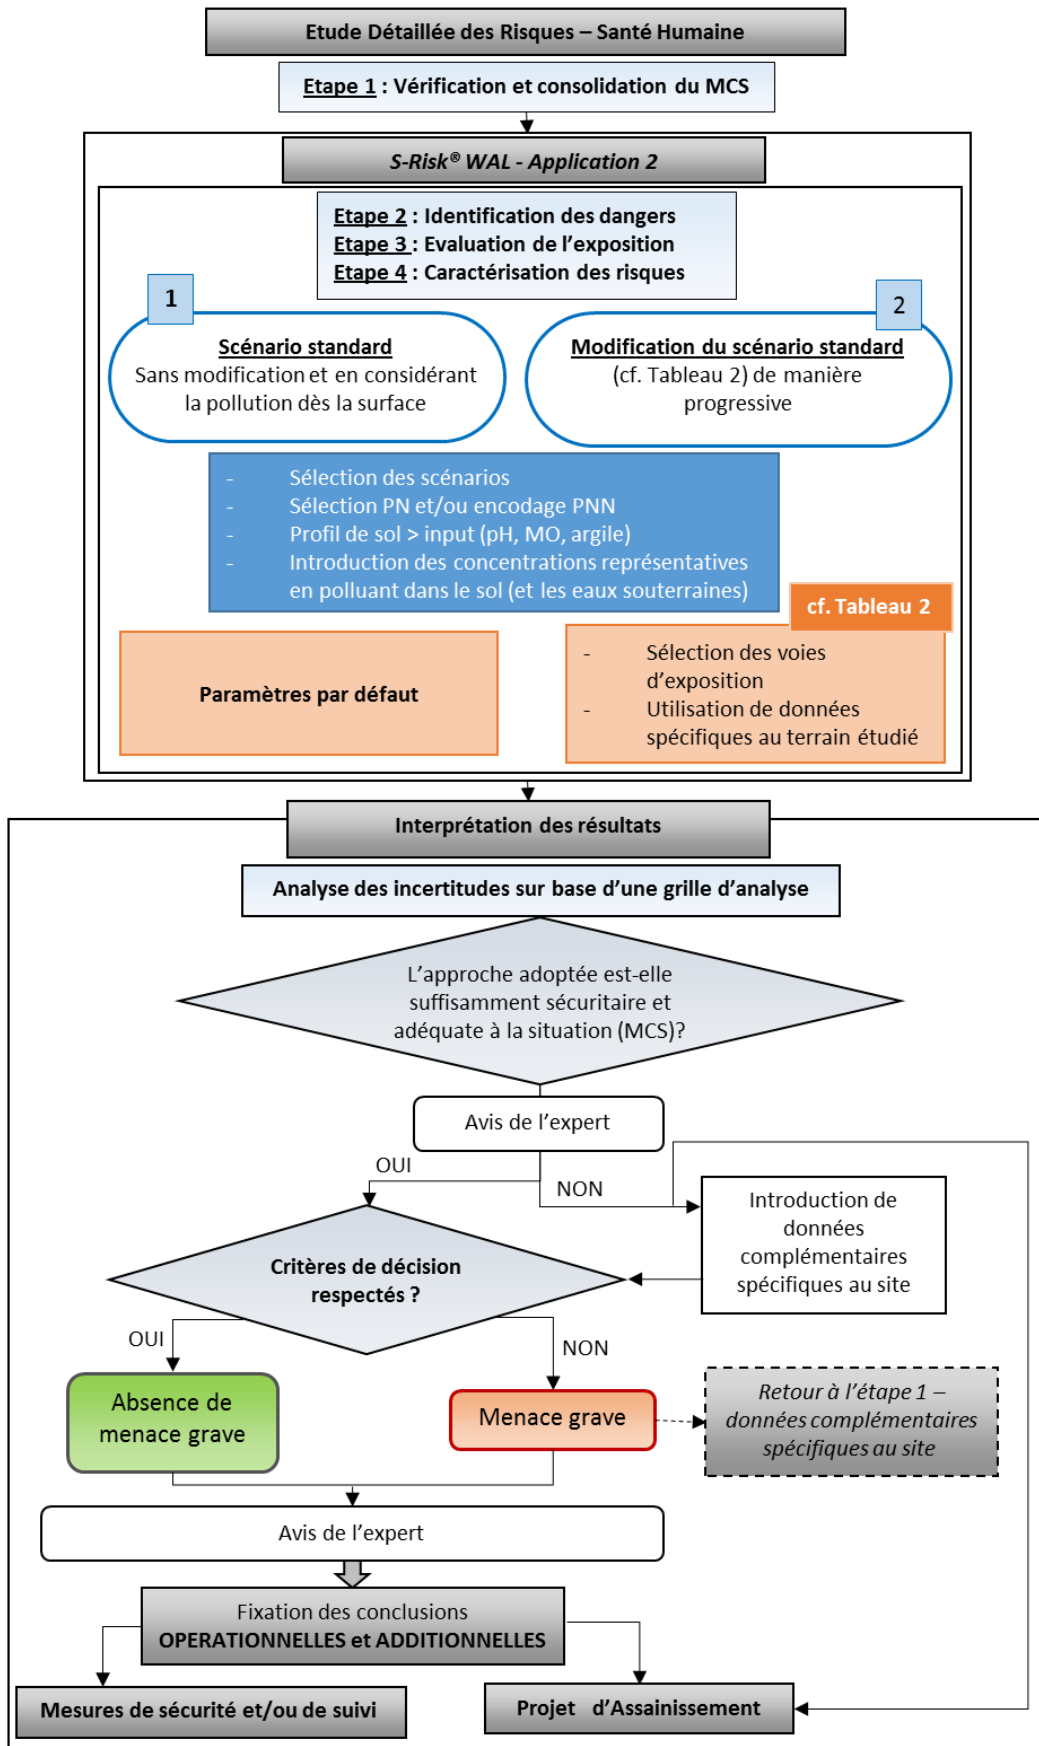 Etude Détaillée des Risques – Santé Humaine
Etape 1 : Vérification et consolidation du MCS
S-Risk® WAL - Application 2
Etape 2 : Identification des dangers
Etape 3 : Evaluation de l'exposition
Etape 4 : Caractérisation des risques
1
Scénario standard
Sans modification et en considérant
la pollution dès la surface
2
Modification du scénario standard
(cf. Tableau 2) de manière
progressive
- Sélection des scénarios
- Sélection PN et/ou encodage PNN
- Profil de sol > input (pH, MO, argile)
- Introduction des concentrations représentatives
en polluant dans le sol (et les eaux souterraines)
cf. Tableau 2
Paramètres par défaut
- Sélection des voies
d'exposition
- Utilisation de données
spécifiques au terrain étudié
Interprétation des résultats
Analyse des incertitudes sur base d'une grille d'analyse
L'approche adoptée est-elle
suffisamment sécuritaire et
adéquate à la situation (MCS)?
Avis de l'expert
OUI
NON
Introduction de
données
complémentaires
spécifiques au site
Critères de décision
respectés ?
OUI
NON
Absence de
menace grave
Menace grave
Retour à l'étape 1 –
données complémentaires
spécifiques au site
Avis de l'expert
Fixation des conclusions
OPERATIONNELLES et ADDITIONNELLES
Mesures de sécurité et/ou de suivi
Projet d'Assainissement